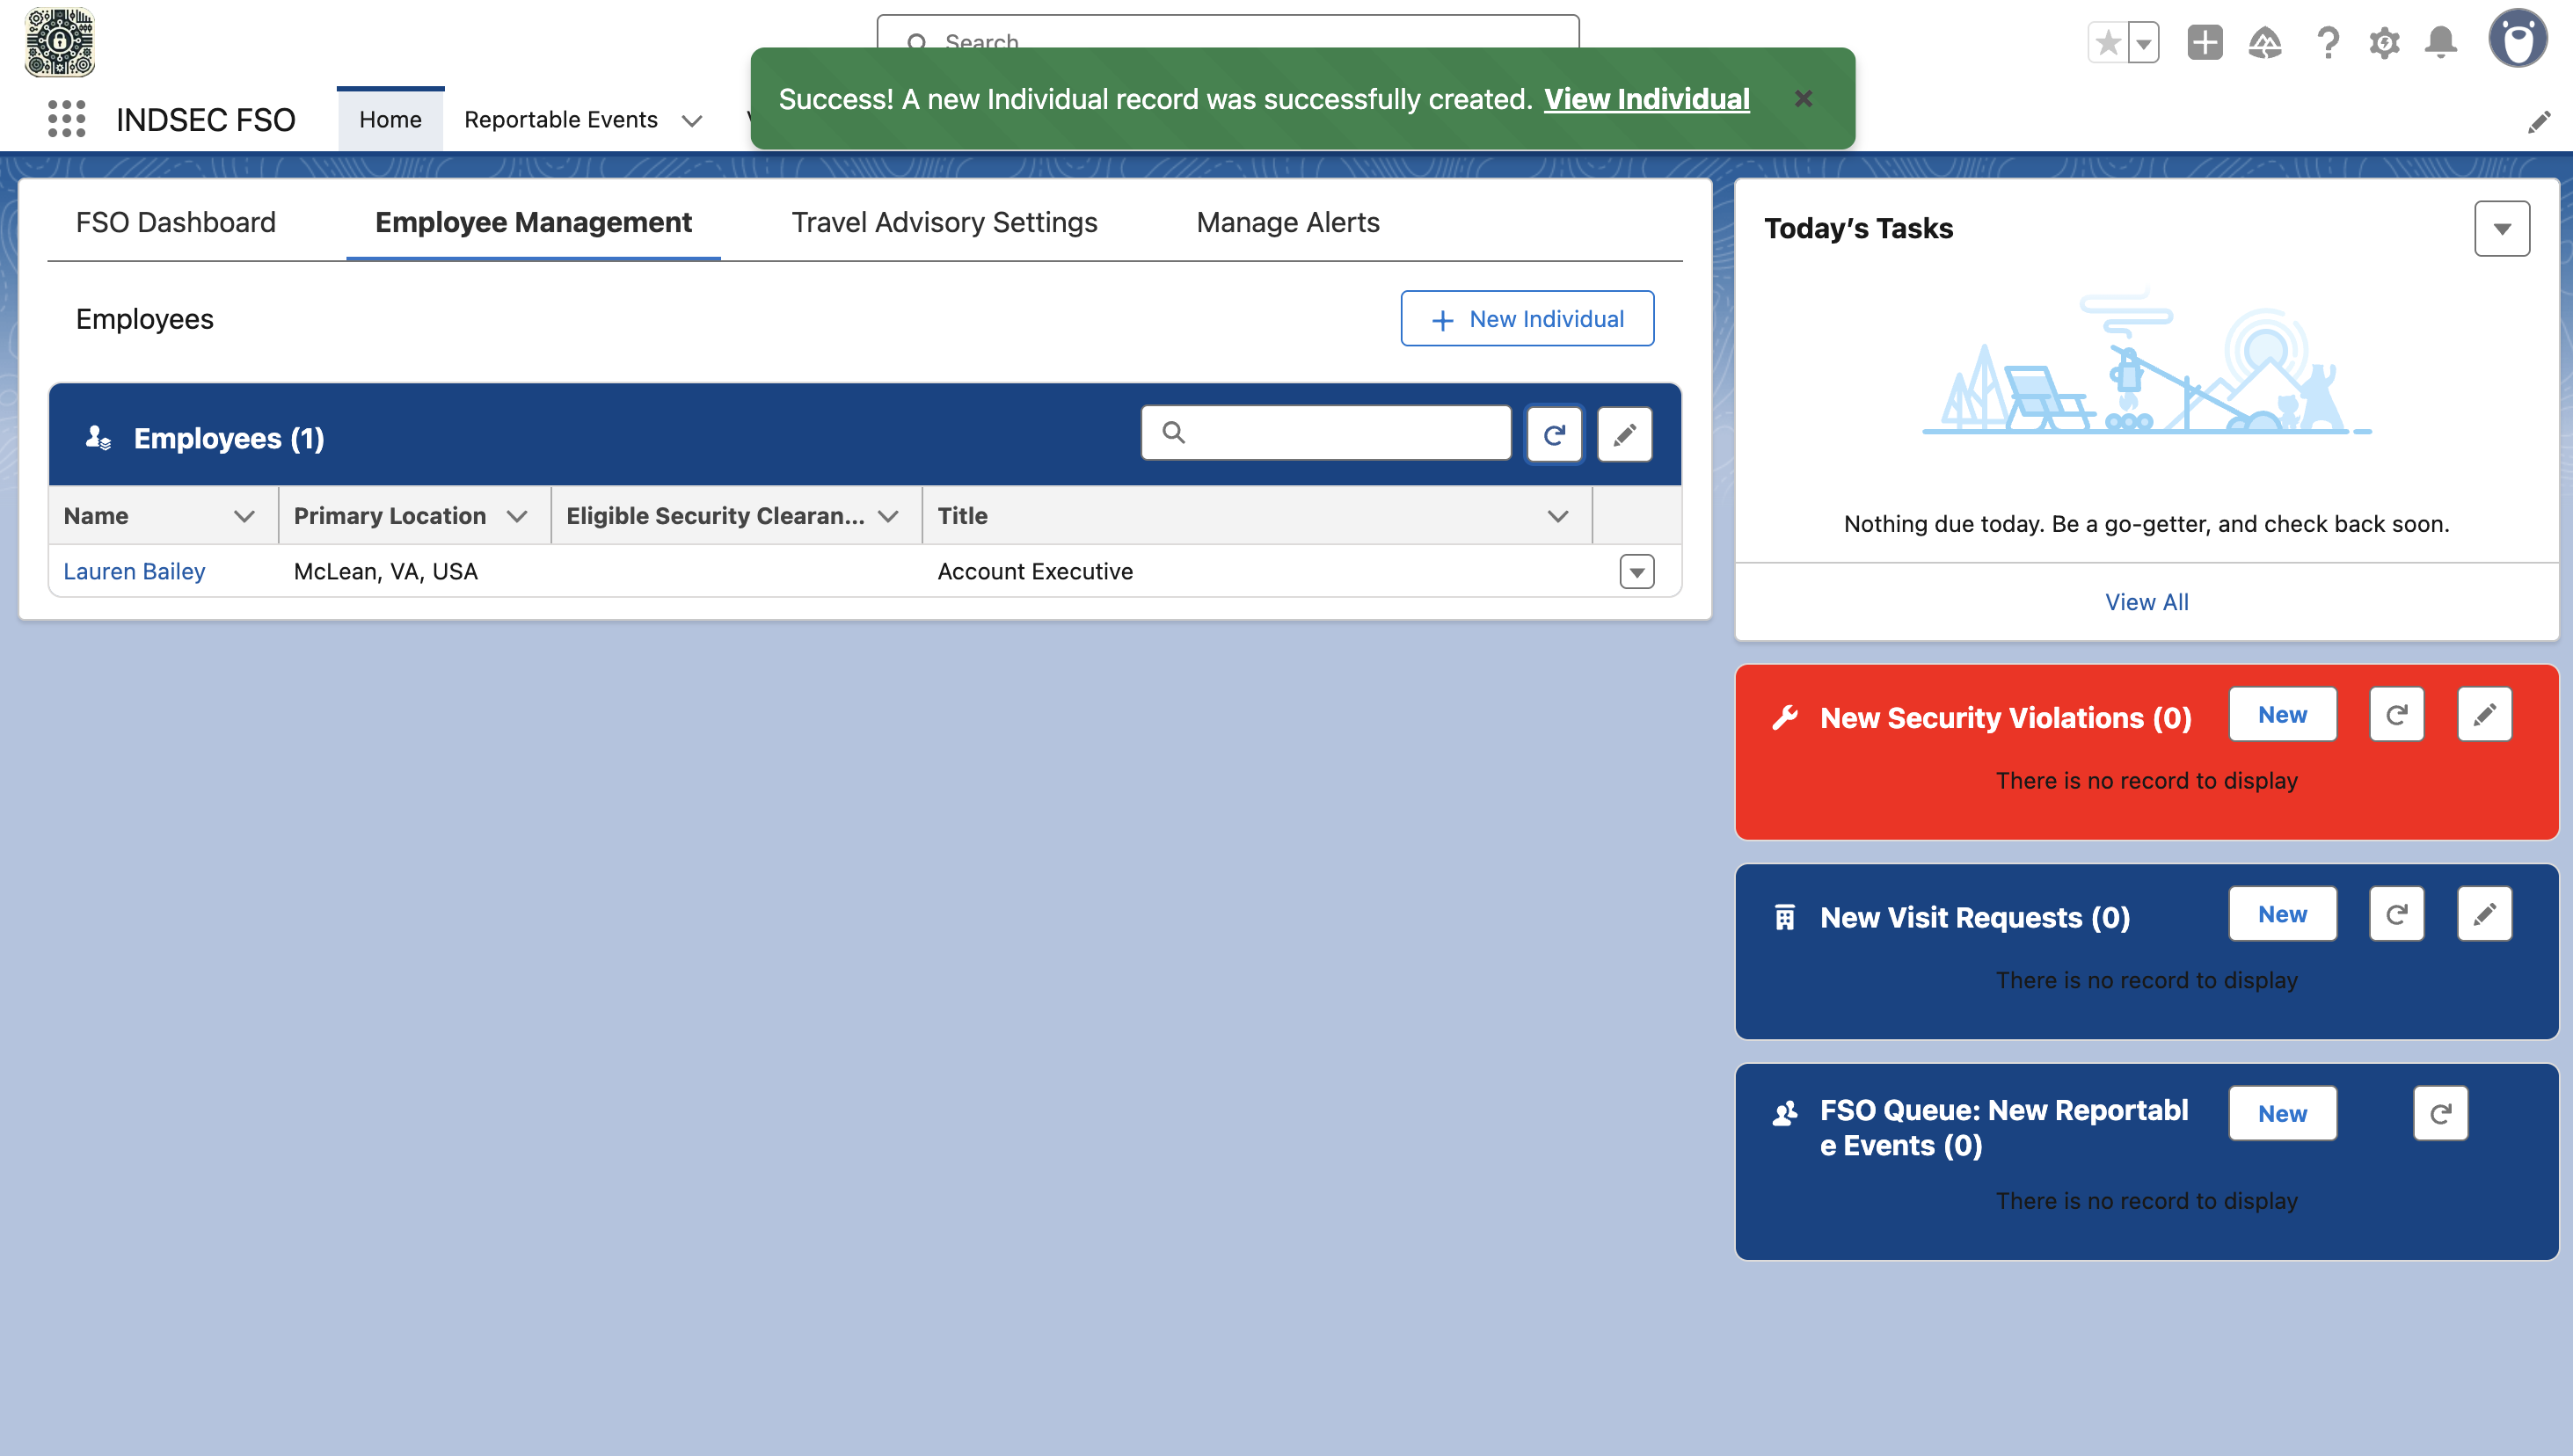 Search
Success! A new Individual record was successfully created. View Individual
INDSEC FSO
Home
Reportable Events
FSO Dashboard
Employee Management
Travel Advisory Settings
Manage Alerts
Employees
New Individual
Employees (1)
Name
Primary Location
Eligible Security Clearan...
Title
Lauren Bailey
McLean, VA, USA
Account Executive
Today’s Tasks
Nothing due today. Be a go-getter, and check back soon.
View All
New Security Violations (0)
New
There is no record to display
New Visit Requests (0)
New
There is no record to display
FSO Queue: New Reportabl
e Events (0)
New
There is no record to display